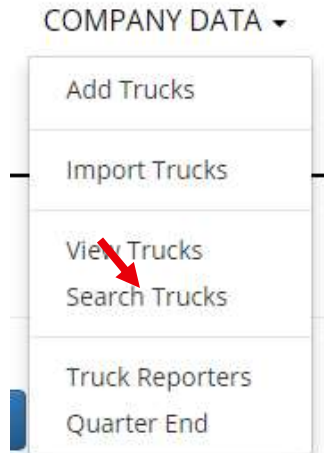 COMPANY DATA
Add Trucks
Import Trucks
View Trucks
Search Trucks
Truck Reporters
Quarter End